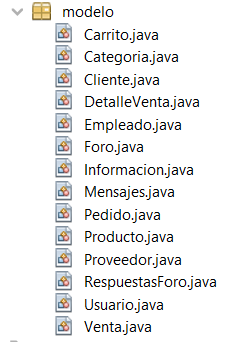 modelo
Carrito.java
Categoria.java
Cliente.java
DetalleVenta.java
Empleado.java
Foro.java
Informacion.java
Mensajes.java
Pedido.java
Producto.java
Proveedor.java
RespuestasForo.java
Usuario.java
Venta.java